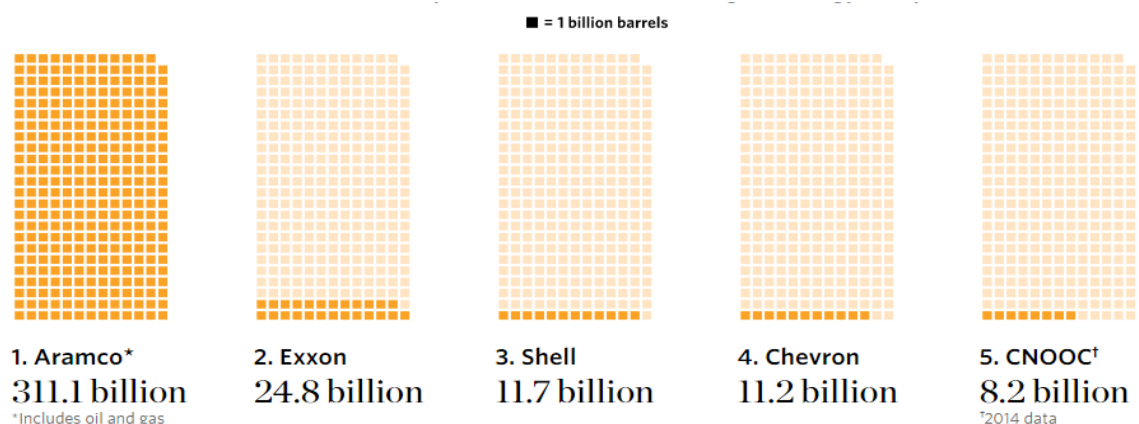 = 1 billion barrels
1. Aramco*
311.1 billion
*Includes oil and gas
2. Exxon
24.8 billion
3. Shell
11.7 billion
4. Chevron
11.2 billion
5. CNOOC†
8.2 billion
†2014 data